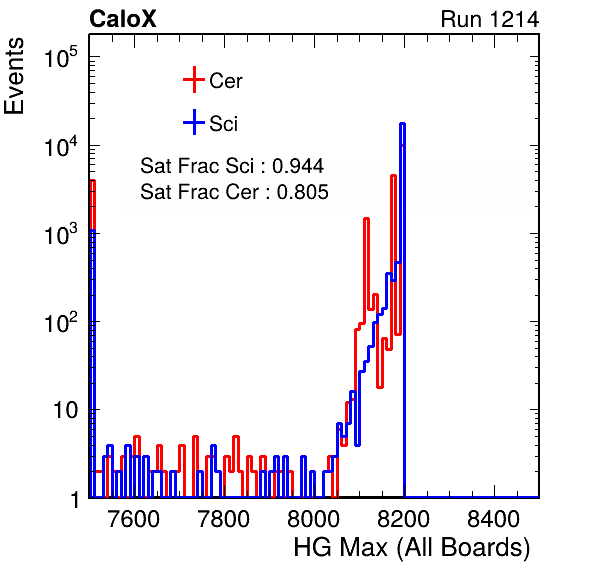 CaloX Run 1214
Events
10^5
10^4
10^3
10^2
10
1
Cer
Sci
Sat Frac Sci : 0.944
Sat Frac Cer : 0.805
7600 7800 8000 8200 8400
HG Max (All Boards)